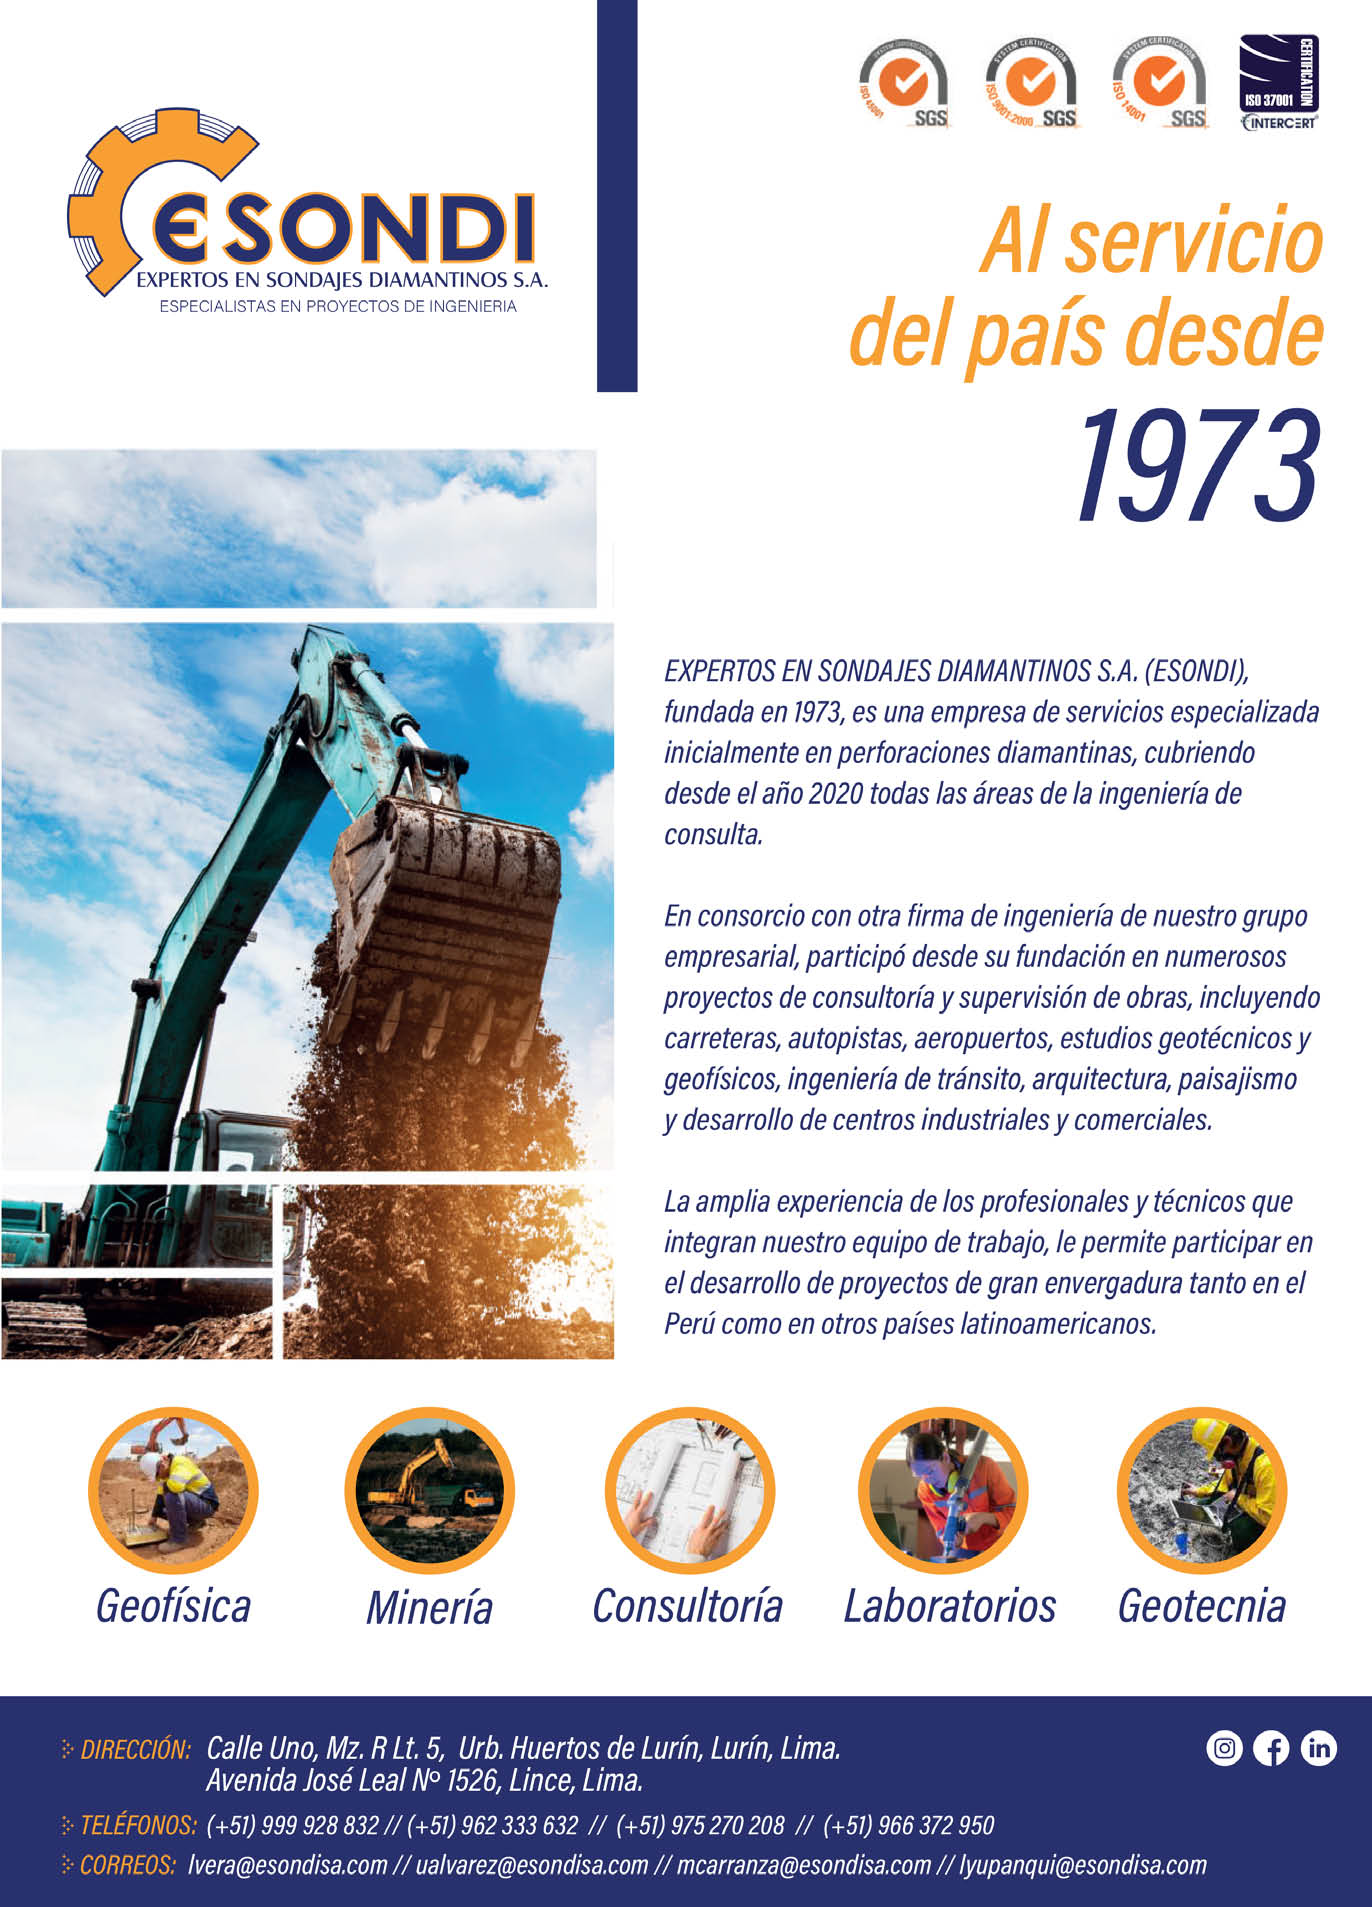 SYSTEM CERTIFICATION
ISO 45001
SGS
SYSTEM CERTIFICATION
ISO 9001:2000
SGS
SYSTEM CERTIFICATION
ISO 14001
SGS
CERTIFICATION
ISO 37001
INTERCERT
ESONDI
EXPERTOS EN SONDAJES DIAMANTINOS S.A.
ESPECIALISTAS EN PROYECTOS DE INGENIERIA
Al servicio
del país desde
1973
EXPERTOS EN SONDAJES DIAMANTINOS S.A. (ESONDI),
fundada en 1973, es una empresa de servicios especializada
inicialmente en perforaciones diamantinas, cubriendo
desde el año 2020 todas las áreas de la ingeniería de
consulta.
En consorcio con otra firma de ingeniería de nuestro grupo
empresarial, participó desde su fundación en numerosos
proyectos de consultoría y supervisión de obras, incluyendo
carreteras, autopistas, aeropuertos, estudios geotécnicos y
geofísicos, ingeniería de tránsito, arquitectura, paisajismo
y desarrollo de centros industriales y comerciales.
La amplia experiencia de los profesionales y técnicos que
integran nuestro equipo de trabajo, le permite participar en
el desarrollo de proyectos de gran envergadura tanto en el
Perú como en otros países latinoamericanos.
Geofísica
Minería
Consultoría
Laboratorios
Geotecnia
DIRECCIÓN: Calle Uno, Mz. R Lt. 5, Urb. Huertos de Lurín, Lurín, Lima.
Avenida José Leal Nº 1526, Lince, Lima.
TELÉFONOS: (+51) 999 928 832 // (+51) 962 333 632 // (+51) 975 270 208 // (+51) 966 372 950
CORREOS: lvera@esondisa.com // ualvarez@esondisa.com // mcarranza@esondisa.com // lyupanqui@esondisa.com